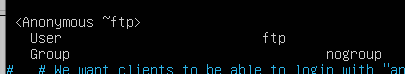 <Anonymous ~ftp>
User ftp
Group nogroup
# # We want clients to be able to login with "an